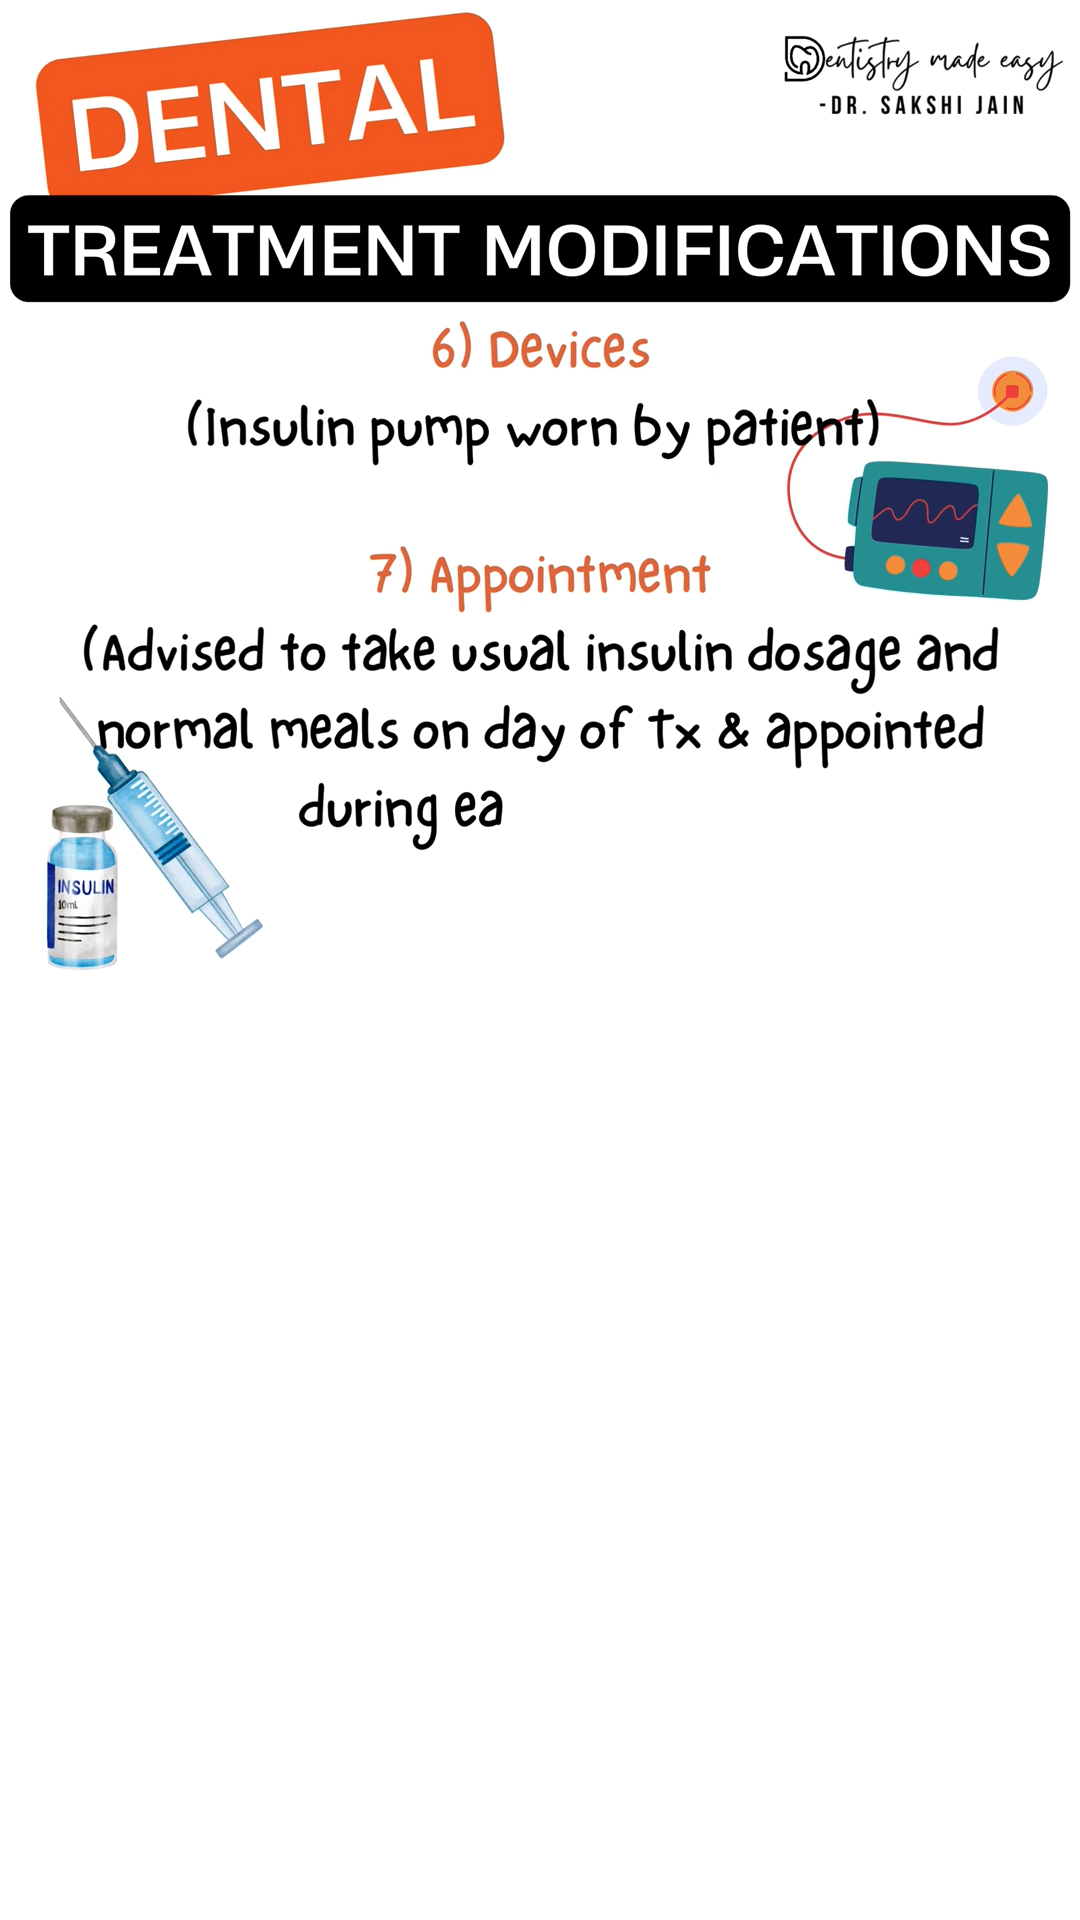 DENTAL
Dentistry made easy
-DR. SAKSHI JAIN
TREATMENT MODIFICATIONS
6) Devices
(Insulin pump worn by patient)
7) Appointment
(Advised to take usual insulin dosage and
normal meals on day of Tx & appointed
during ea
INSULIN
10mL